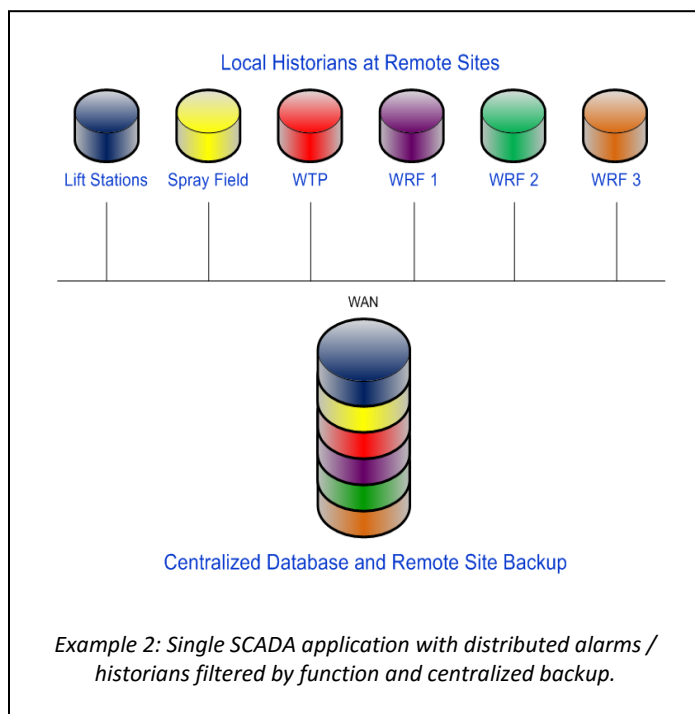 Local Historians at Remote Sites
Lift Stations Spray Field WTP WRF 1 WRF 2 WRF 3
WAN
Centralized Database and Remote Site Backup
Example 2: Single SCADA application with distributed alarms /
historians filtered by function and centralized backup.